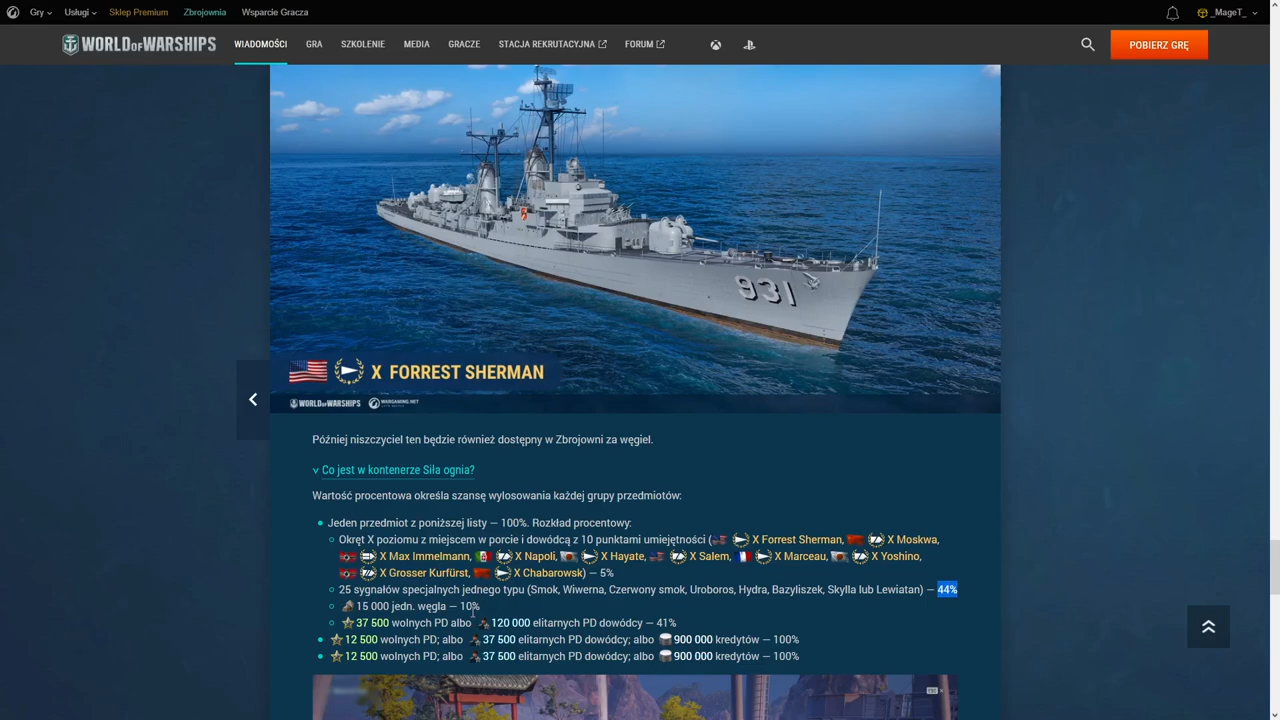 Gry Usługi Sklep Premium Zbrojownia Wsparcie Gracza _MageT_
WORLD OF WARSHIPS WIADOMOŚCI GRA SZKOLENIE MEDIA GRACZE STACJA REKRUTACYJNA FORUM POBIERZ GRĘ
931
X FORREST SHERMAN
WORLD OF WARSHIPS WARGAMING.NET
Później niszczyciel ten będzie również dostępny w Zbrojowni za węgiel.
v Co jest w kontenerze Siła ognia?
Wartość procentowa określa szansę wylosowania każdej grupy przedmiotów:
Jeden przedmiot z poniższej listy — 100%. Rozkład procentowy:
Okręt X poziomu z miejscem w porcie i dowódcą z 10 punktami umiejętności ( X Forrest Sherman, X Moskwa,
X Max Immelmann, X Napoli, X Hayate, X Salem, X Marceau, X Yoshino,
X Grosser Kurfürst, X Chabarowsk) — 5%
25 sygnałów specjalnych jednego typu (Smok, Wiwerna, Czerwony smok, Uroboros, Hydra, Bazyliszek, Skylla lub Lewiatan) — 44%
15 000 jedn. węgla — 10%
37 500 wolnych PD albo 120 000 elitarnych PD dowódcy — 41%
12 500 wolnych PD; albo 37 500 elitarnych PD dowódcy; albo 900 000 kredytów — 100%
12 500 wolnych PD; albo 37 500 elitarnych PD dowódcy; albo 900 000 kredytów — 100%